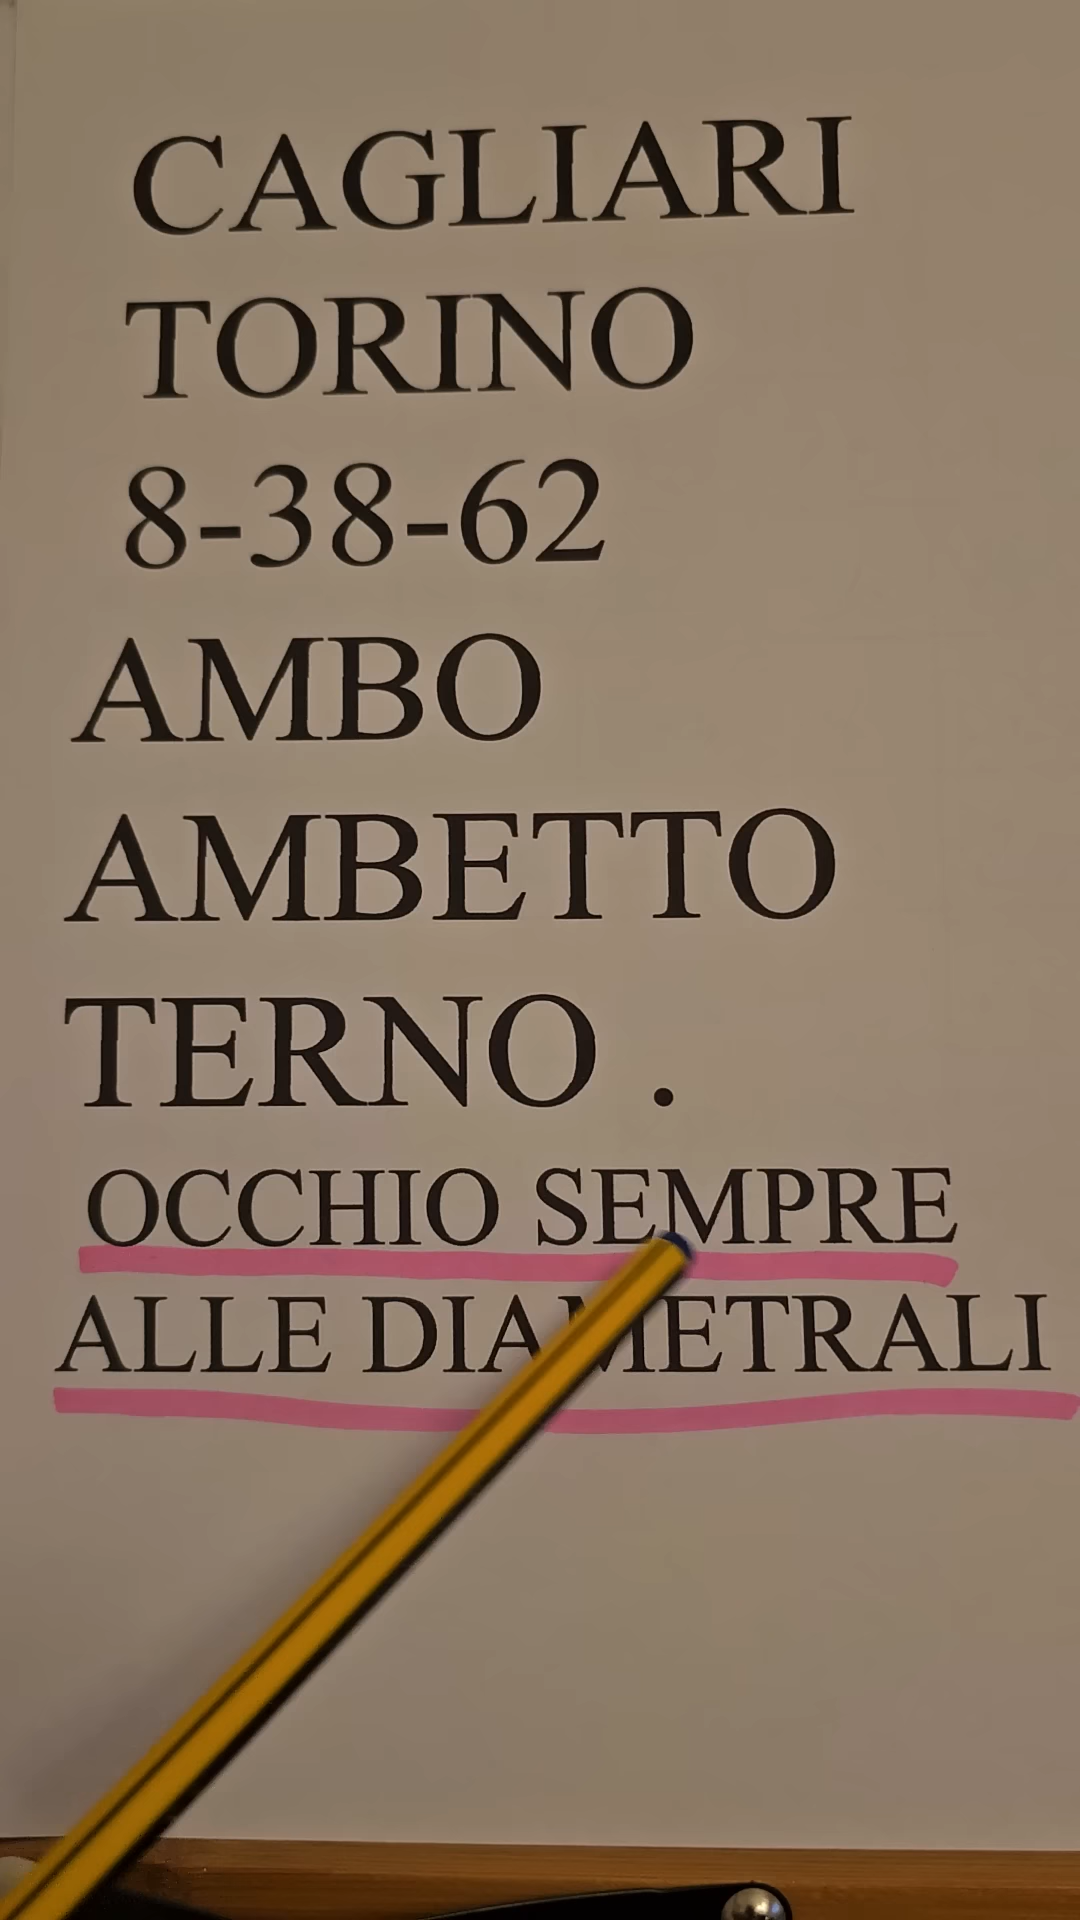 CAGLIARI
TORINO
8-38-62
AMBO
AMBETTO
TERNO .
OCCHIO SEMPRE
ALLE DIAMETRALI